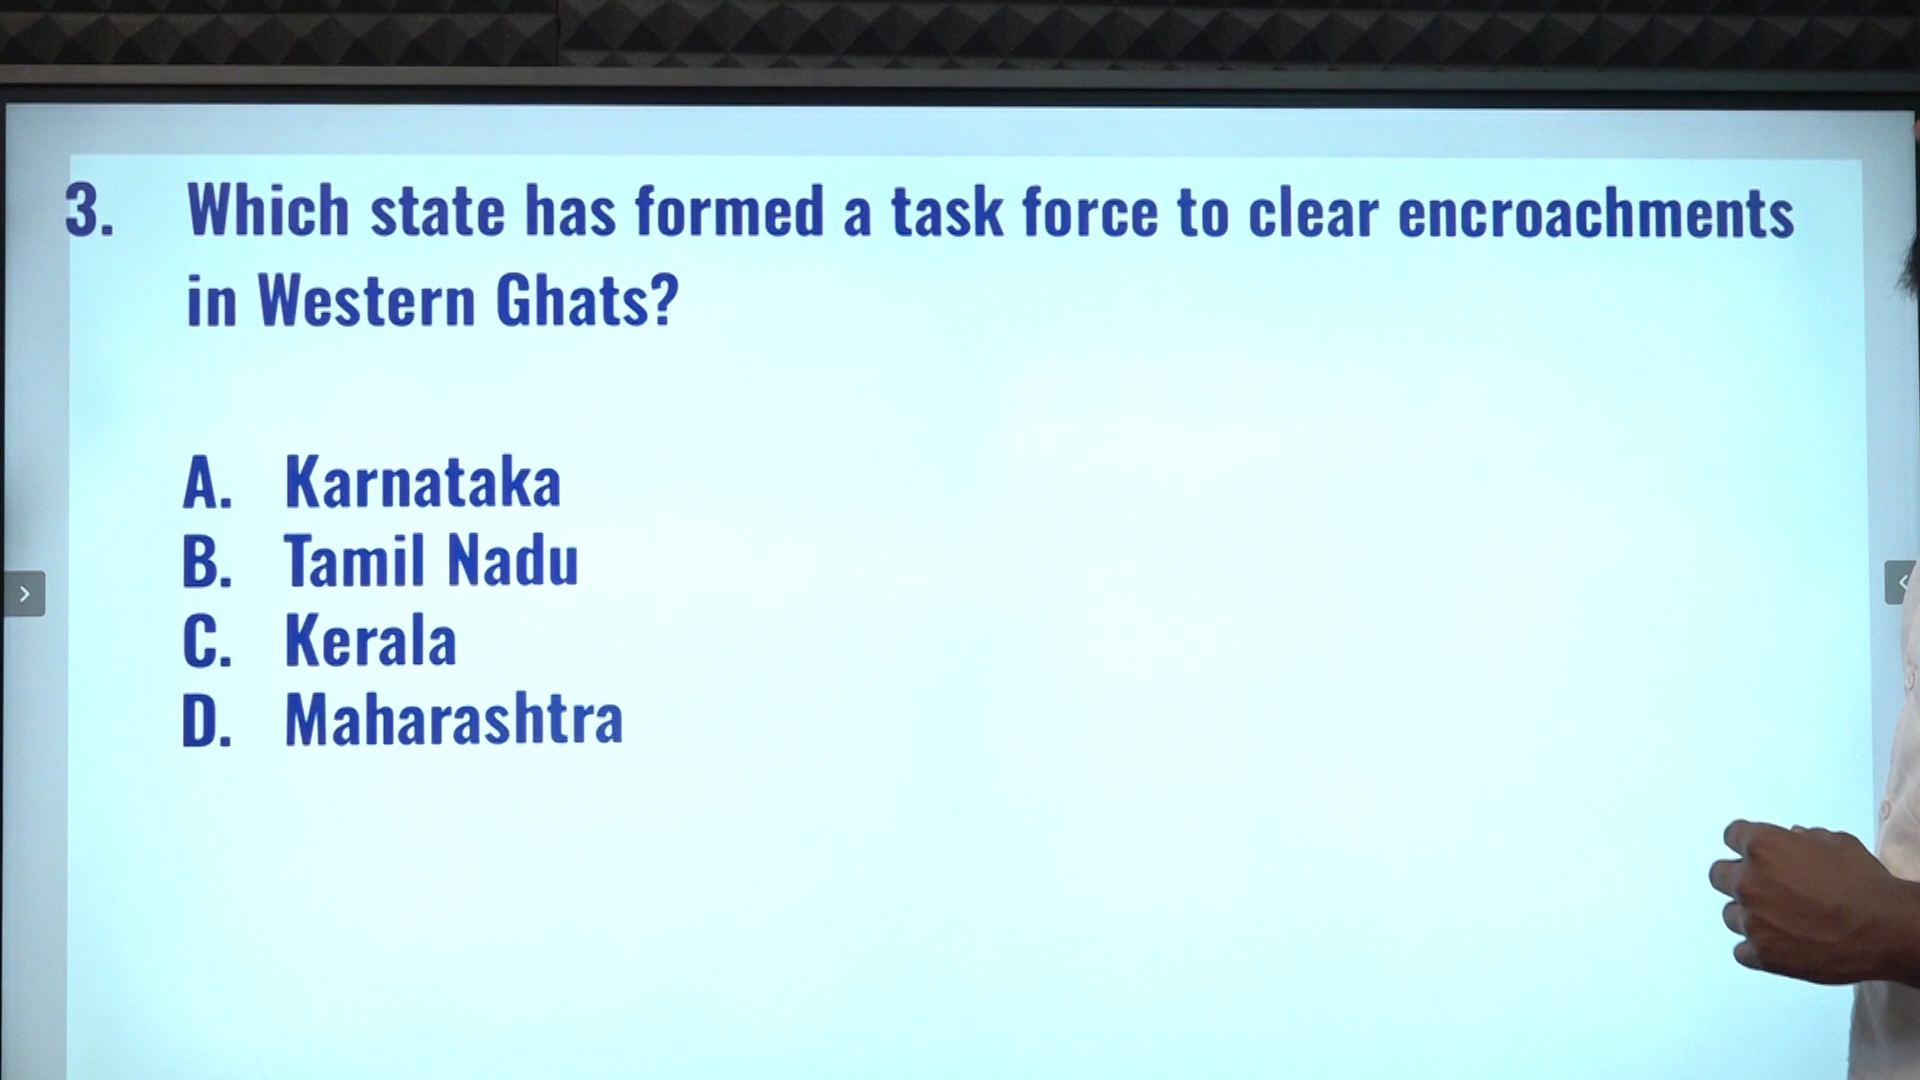 3. Which state has formed a task force to clear encroachments
in Western Ghats?
A. Karnataka
B. Tamil Nadu
C. Kerala
D. Maharashtra